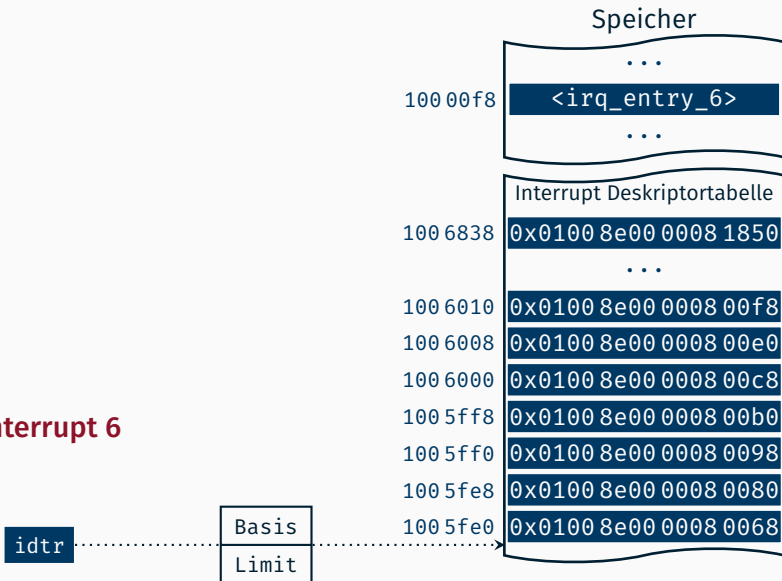 Speicher
...
100 00f8 <irq_entry_6>
...
Interrupt Deskriptortabelle
100 6838 0x0100 8e00 0008 1850
...
100 6010 0x0100 8e00 0008 00f8
100 6008 0x0100 8e00 0008 00e0
100 6000 0x0100 8e00 0008 00c8
100 5ff8 0x0100 8e00 0008 00b0
nterrupt 6
100 5ff0 0x0100 8e00 0008 0098
100 5fe8 0x0100 8e00 0008 0080
100 5fe0 0x0100 8e00 0008 0068
idtr
Basis
Limit